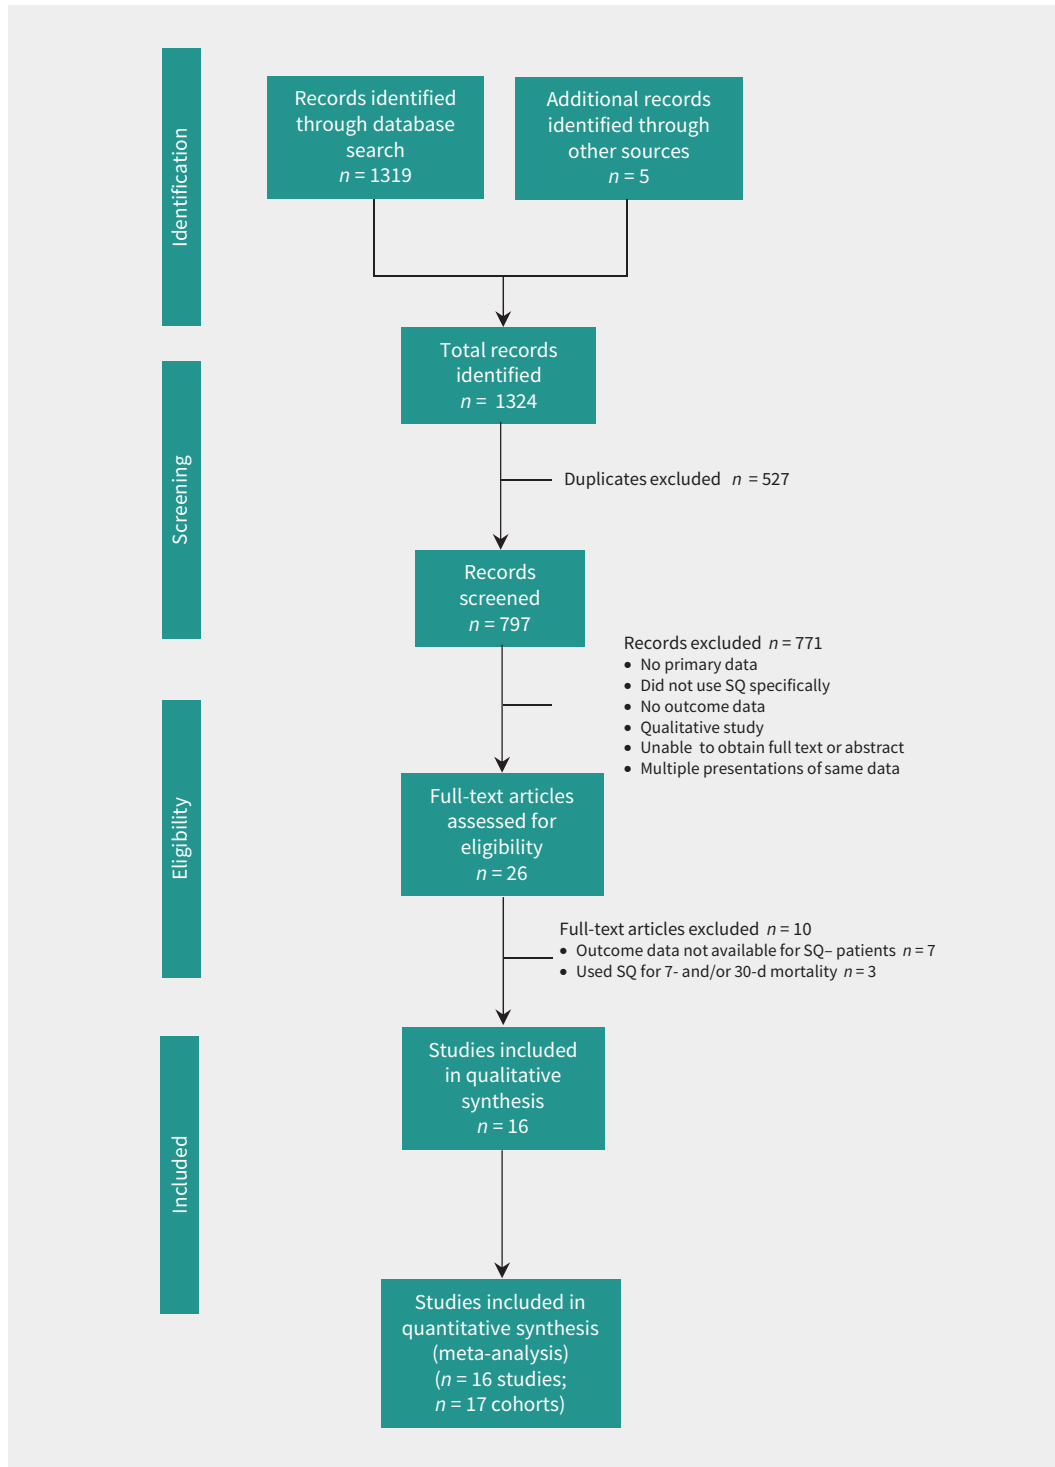 Identification
Records identified
through database
search
n = 1319
Additional records
identified through
other sources
n = 5
Total records
identified
n = 1324
Screening
Duplicates excluded n = 527
Records
screened
n = 797
Records excluded n = 771
• No primary data
• Did not use SQ specifically
• No outcome data
• Qualitative study
• Unable to obtain full text or abstract
• Multiple presentations of same data
Eligibility
Full-text articles
assessed for
eligibility
n = 26
Full-text articles excluded n = 10
• Outcome data not available for SQ– patients n = 7
• Used SQ for 7- and/or 30-d mortality n = 3
Included
Studies included
in qualitative
synthesis
n = 16
Studies included in
quantitative synthesis
(meta-analysis)
(n = 16 studies;
n = 17 cohorts)